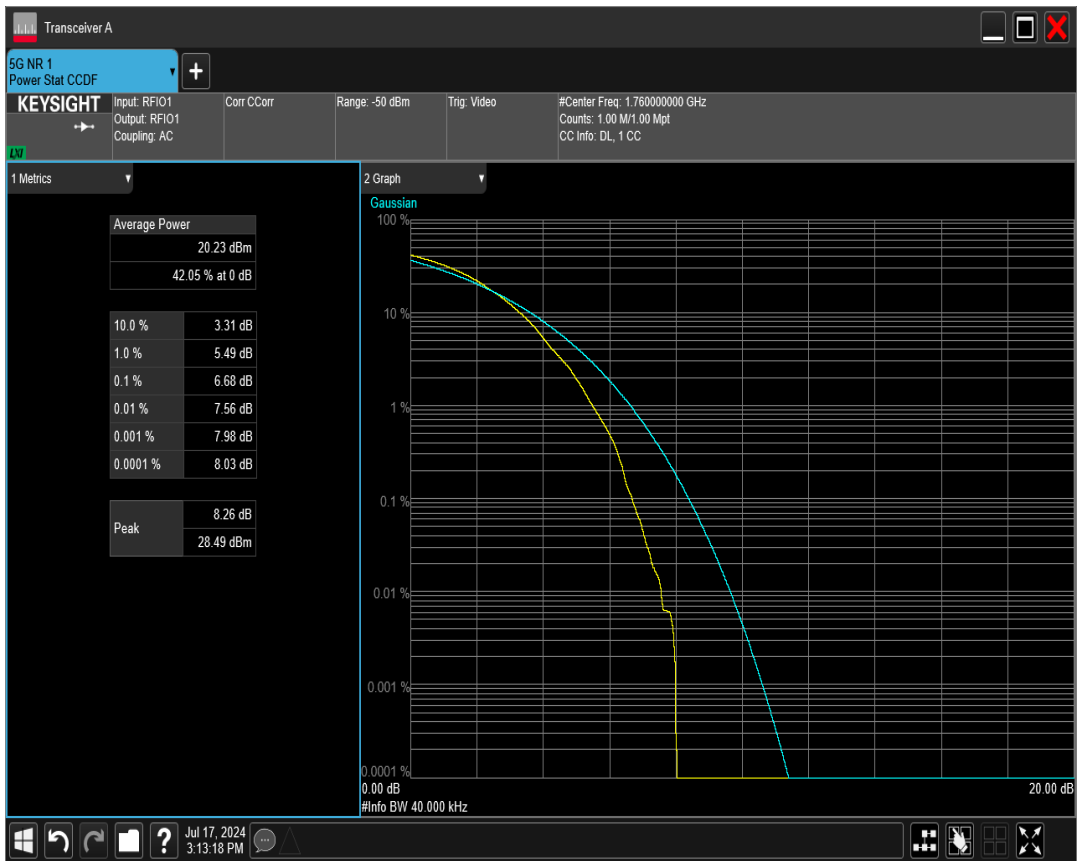 Transceiver A
5G NR 1
Power Stat CCDF
KEYSIGHT
LXI
Input: RFIO1
Output: RFIO1
Coupling: AC
Corr CCorr
Range: -50 dBm
Trig: Video
#Center Freq: 1.760000000 GHz
Counts: 1.00 M/1.00 Mpt
CC Info: DL, 1 CC
1 Metrics
Average Power
20.23 dBm
42.05 % at 0 dB
10.0 % 3.31 dB
1.0 % 5.49 dB
0.1 % 6.68 dB
0.01 % 7.56 dB
0.001 % 7.98 dB
0.0001 % 8.03 dB
Peak
8.26 dB
28.49 dBm
2 Graph
Gaussian
100 %
10 %
1 %
0.1 %
0.01 %
0.001 %
0.0001 %
0.00 dB 20.00 dB
#Info BW 40.000 kHz
Jul 17, 2024
3:13:18 PM